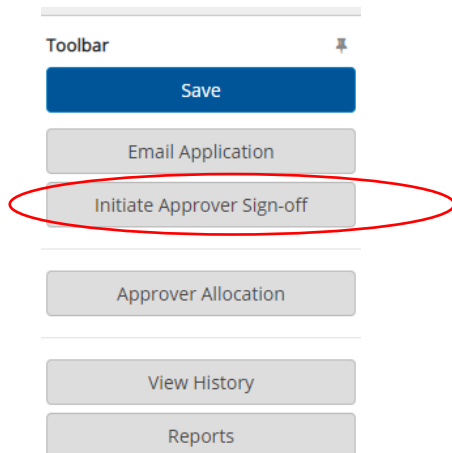 Toolbar
Save
Email Application
Initiate Approver Sign-off
Approver Allocation
View History
Reports